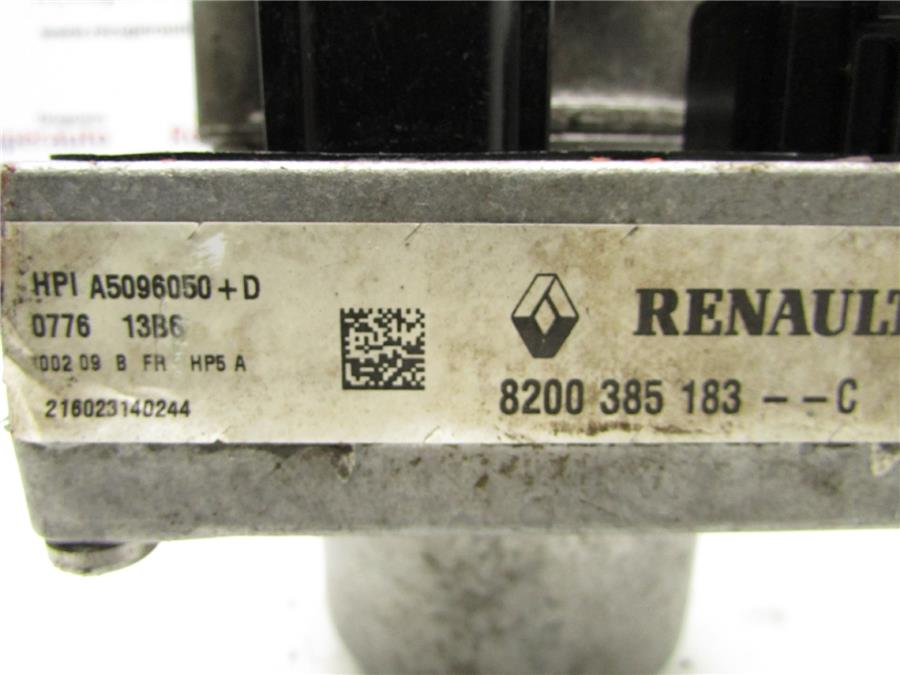 HPI A5096050+D
0776 13B6
1002 09 B FR HP5 A
216023140244
RENAULT
8200 385 183 --C